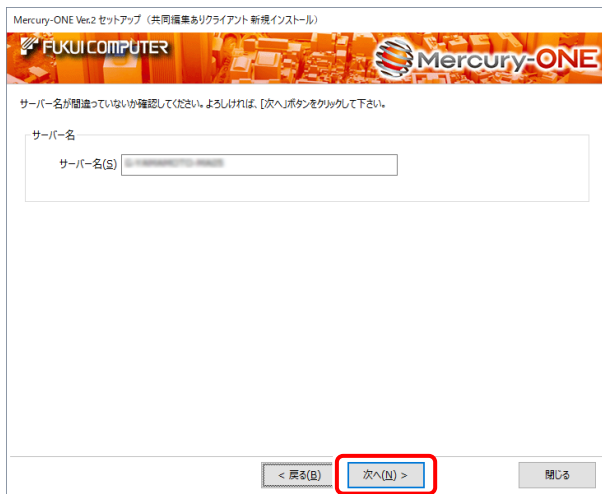 Mercury-ONE Ver.2 セットアップ（共同編集ありクライアント 新規インストール）
FUKUI COMPUTER
Mercury-ONE
サーバー名が間違っていないか確認してください。よろしければ、[次へ]ボタンをクリックして下さい。
サーバー名
サーバー名(S)
< 戻る(B)
次へ(N) >
閉じる